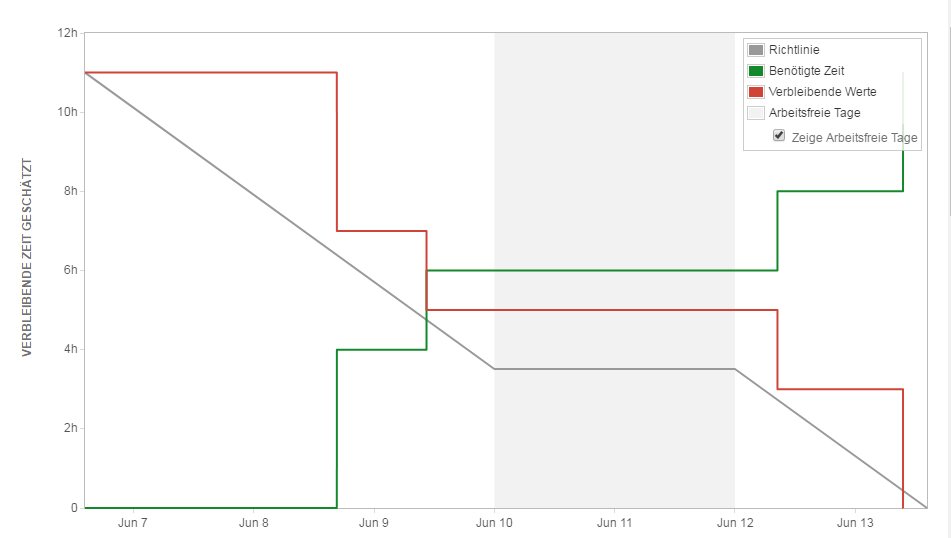 12h
10h
8h
6h
4h
2h
0
VERBLEIBENDE ZEIT GESCHÄTZT
Richtlinie
Benötigte Zeit
Verbleibende Werte
Arbeitsfreie Tage
Zeige Arbeitsfreie Tage
Jun 7 Jun 8 Jun 9 Jun 10 Jun 11 Jun 12 Jun 13